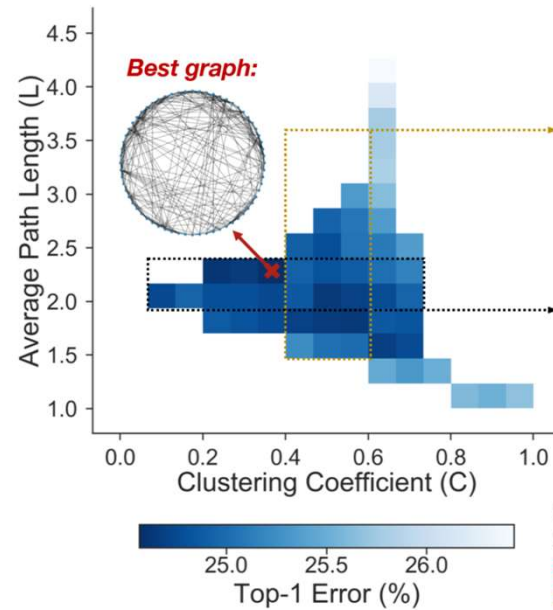 Best graph:
Average Path Length (L)
4.5
4.0
3.5
3.0
2.5
2.0
1.5
1.0
0.0 0.2 0.4 0.6 0.8 1.0
Clustering Coefficient (C)
25.0 25.5 26.0
Top-1 Error (%)